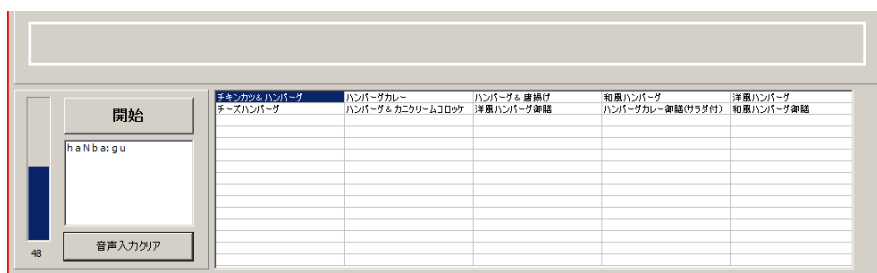 チキンカツ&ハンバーグ ハンバーグカレー ハンバーグ&唐揚げ 和風ハンバーグ 洋風ハンバーグ
チーズハンバーグ ハンバーグ&カニクリームコロッケ 洋風ハンバーグ御膳 ハンバーグカレー御膳(サラダ付) 和風ハンバーグ御膳
開始
haNba:gu
音声入力クリア
48